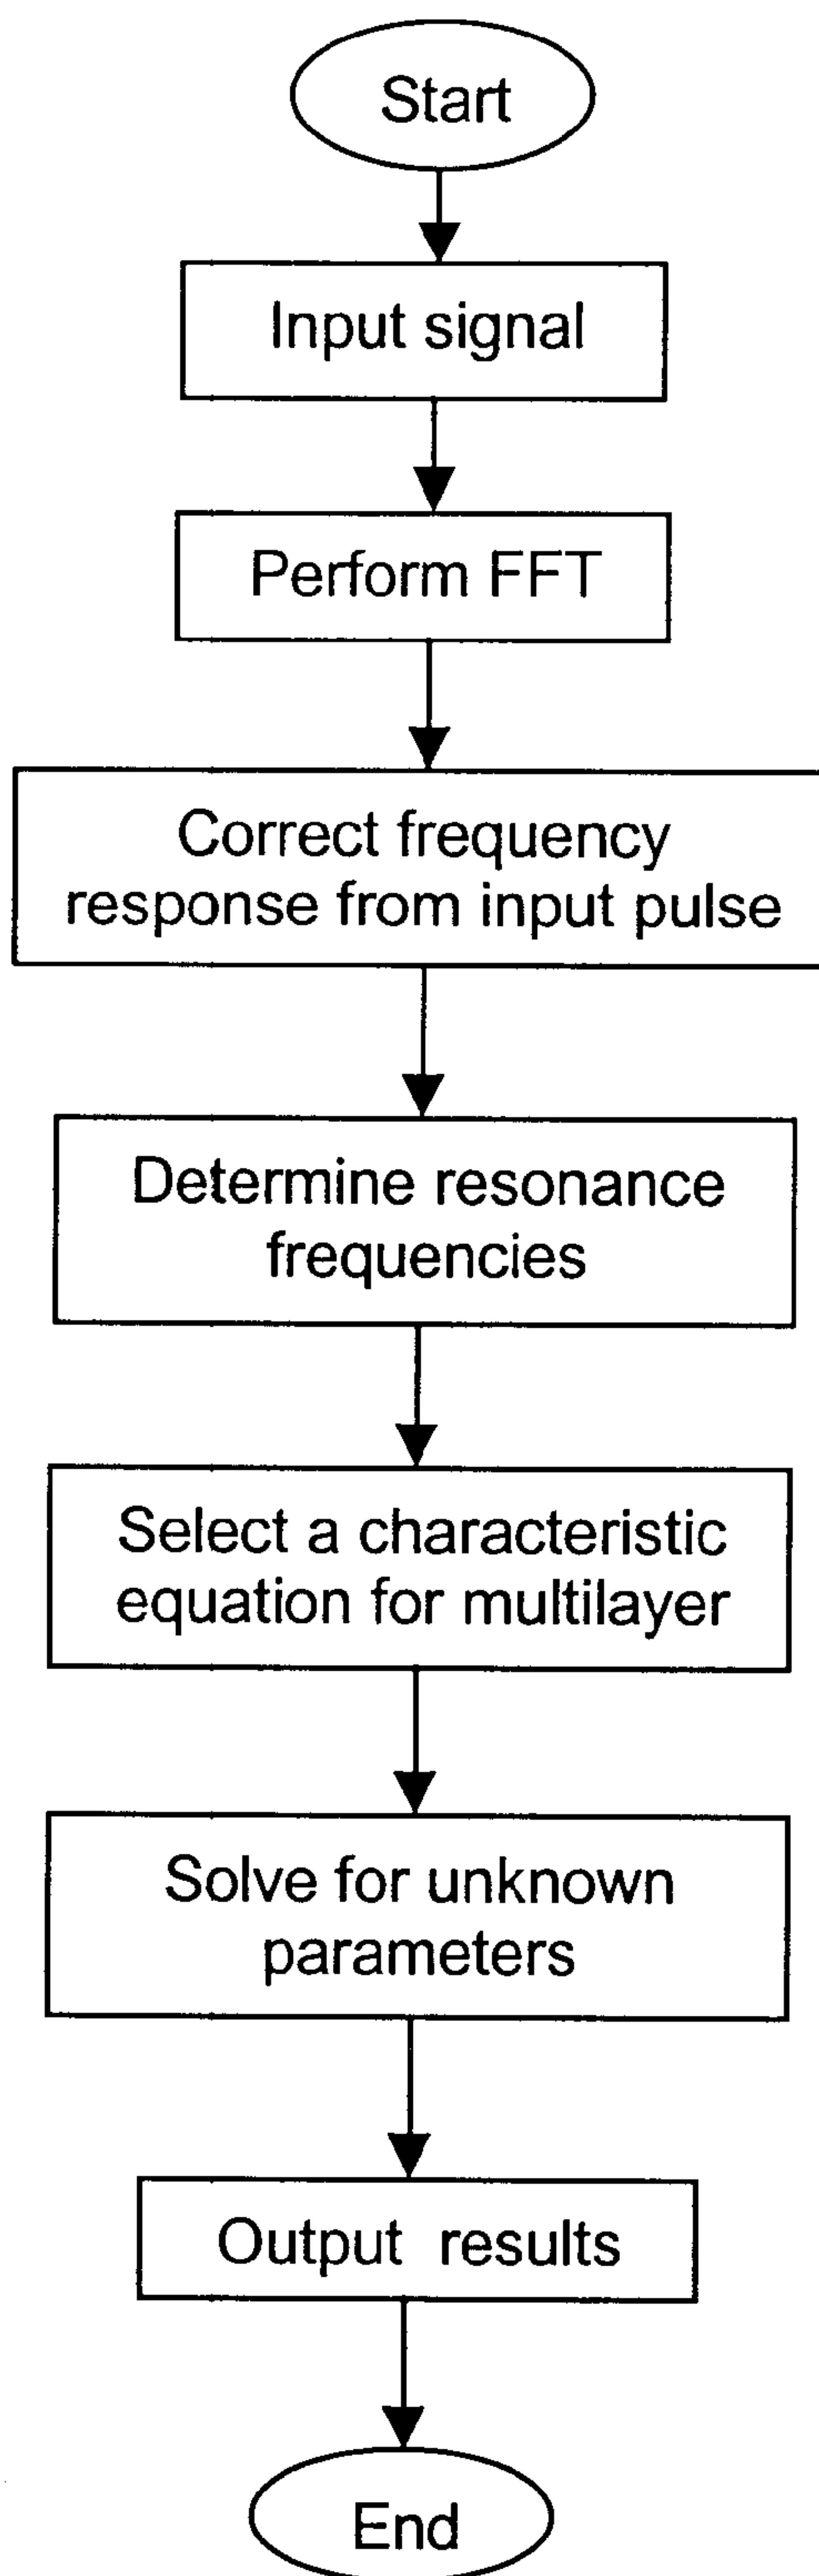 Start
Input signal
Perform FFT
Correct frequency
response from input pulse
Determine resonance
frequencies
Select a characteristic
equation for multilayer
Solve for unknown
parameters
Output results
End